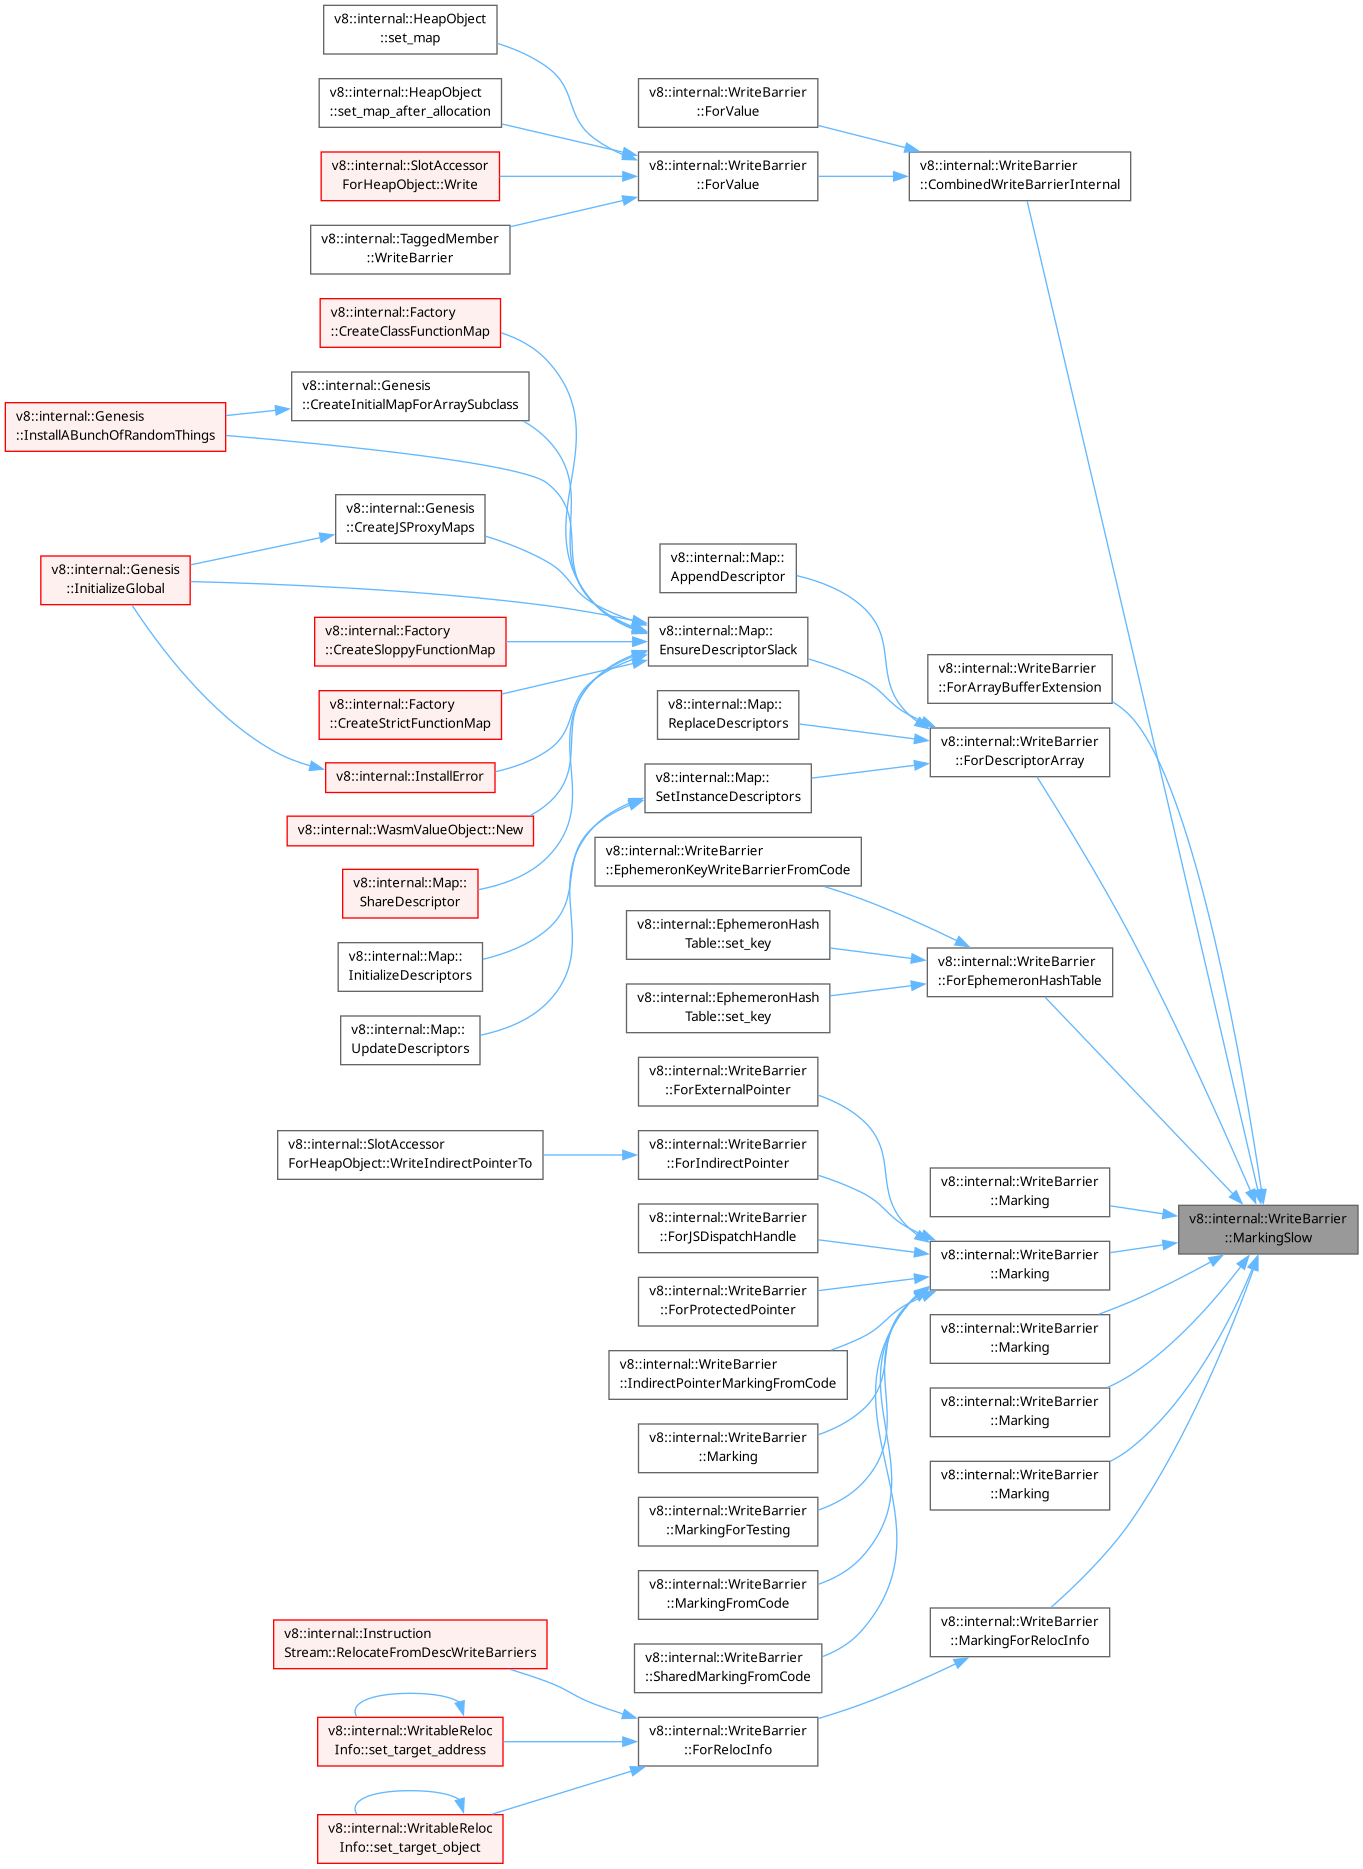 v8::internal::HeapObject
::set_map
v8::internal::HeapObject
::set_map_after_allocation
v8::internal::WriteBarrier
::ForValue
v8::internal::SlotAccessor
ForHeapObject::Write
v8::internal::WriteBarrier
::ForValue
v8::internal::WriteBarrier
::CombinedWriteBarrierInternal
v8::internal::TaggedMember
::WriteBarrier
v8::internal::Factory
::CreateClassFunctionMap
v8::internal::Genesis
::CreateInitialMapForArraySubclass
v8::internal::Genesis
::InstallABunchOfRandomThings
v8::internal::Genesis
::CreateJSProxyMaps
v8::internal::Genesis
::InitializeGlobal
v8::internal::Map::
AppendDescriptor
v8::internal::Factory
::CreateSloppyFunctionMap
v8::internal::Map::
EnsureDescriptorSlack
v8::internal::WriteBarrier
::ForArrayBufferExtension
v8::internal::Factory
::CreateStrictFunctionMap
v8::internal::Map::
ReplaceDescriptors
v8::internal::WriteBarrier
::ForDescriptorArray
v8::internal::InstallError
v8::internal::Map::
SetInstanceDescriptors
v8::internal::WasmValueObject::New
v8::internal::WriteBarrier
::EphemeronKeyWriteBarrierFromCode
v8::internal::Map::
ShareDescriptor
v8::internal::EphemeronHash
Table::set_key
v8::internal::Map::
InitializeDescriptors
v8::internal::WriteBarrier
::ForEphemeronHashTable
v8::internal::EphemeronHash
Table::set_key
v8::internal::Map::
UpdateDescriptors
v8::internal::WriteBarrier
::ForExternalPointer
v8::internal::SlotAccessor
ForHeapObject::WriteIndirectPointerTo
v8::internal::WriteBarrier
::ForIndirectPointer
v8::internal::WriteBarrier
::Marking
v8::internal::WriteBarrier
::MarkingSlow
v8::internal::WriteBarrier
::ForJSDispatchHandle
v8::internal::WriteBarrier
::Marking
v8::internal::WriteBarrier
::ForProtectedPointer
v8::internal::WriteBarrier
::Marking
v8::internal::WriteBarrier
::IndirectPointerMarkingFromCode
v8::internal::WriteBarrier
::Marking
v8::internal::WriteBarrier
::Marking
v8::internal::WriteBarrier
::Marking
v8::internal::WriteBarrier
::MarkingForTesting
v8::internal::WriteBarrier
::MarkingFromCode
v8::internal::WriteBarrier
::MarkingForRelocInfo
v8::internal::Instruction
Stream::RelocateFromDescWriteBarriers
v8::internal::WriteBarrier
::SharedMarkingFromCode
v8::internal::WritableReloc
Info::set_target_address
v8::internal::WriteBarrier
::ForRelocInfo
v8::internal::WritableReloc
Info::set_target_object